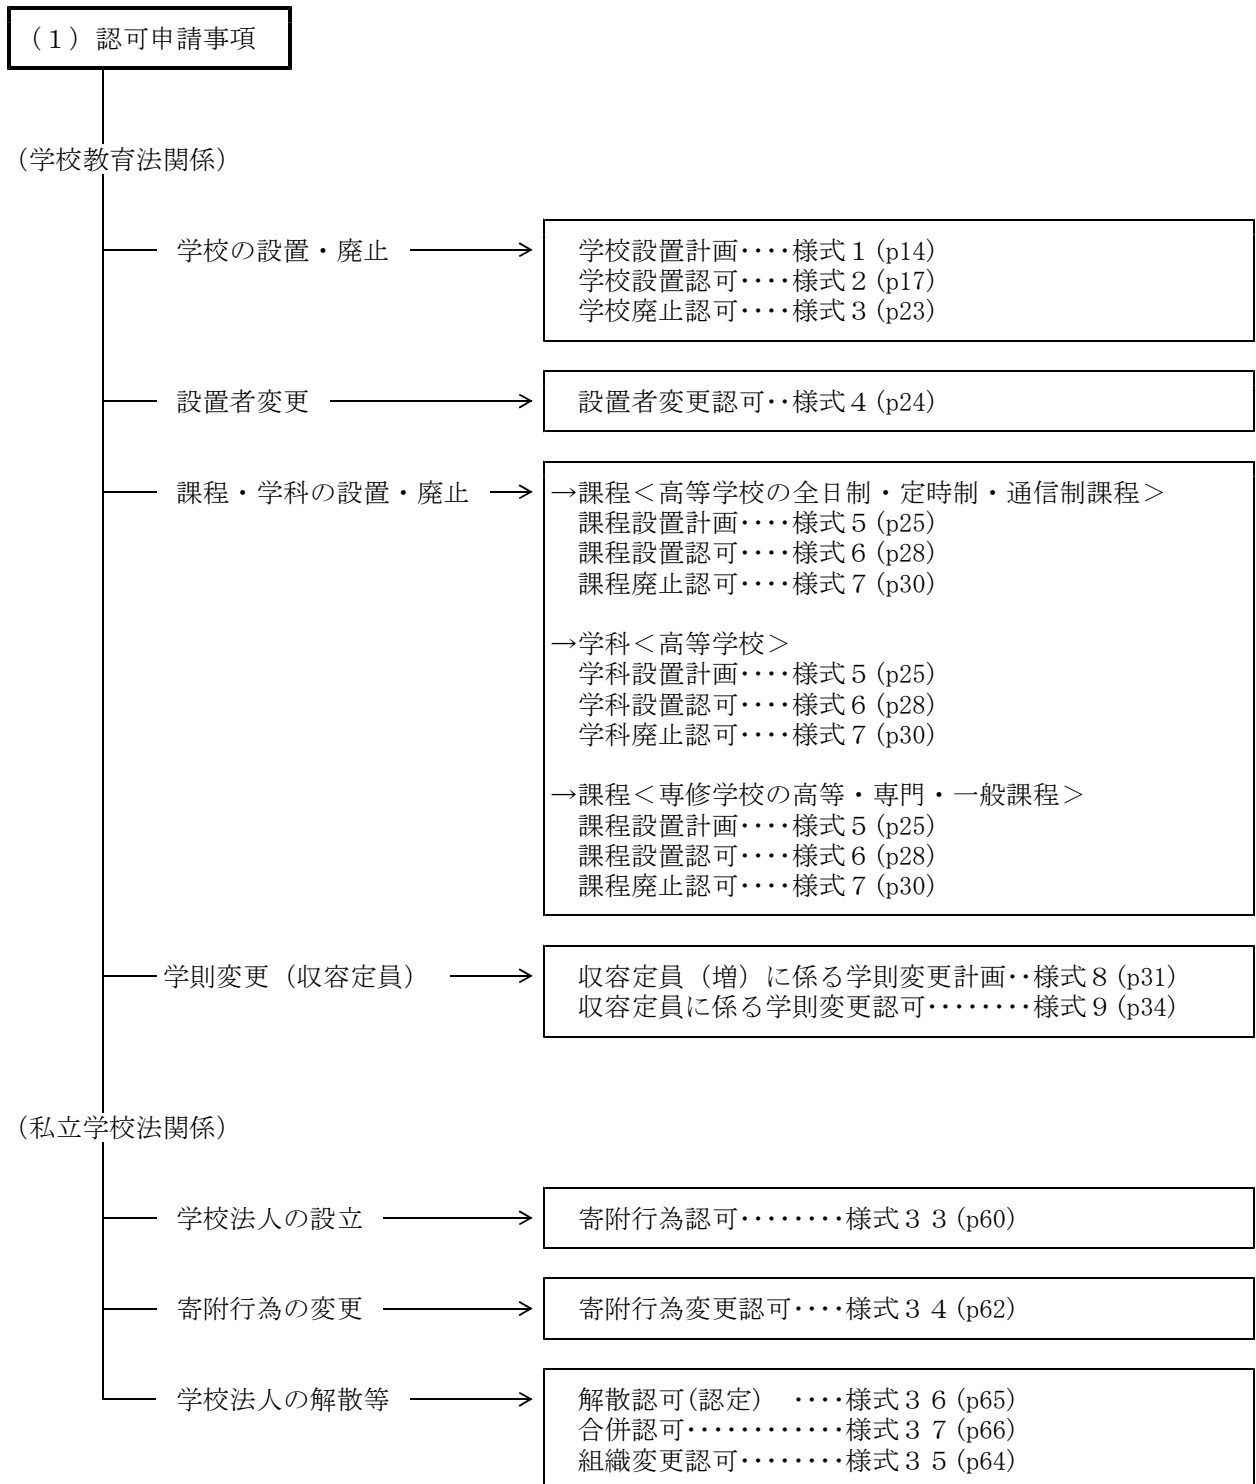 （１）認可申請事項
（学校教育法関係）
学校の設置・廃止
学校設置計画････様式１(p14)
学校設置認可････様式２(p17)
学校廃止認可････様式３(p23)
設置者変更
設置者変更認可･･様式４(p24)
課程・学科の設置・廃止
→課程＜高等学校の全日制・定時制・通信制課程＞
課程設置計画････様式５(p25)
課程設置認可････様式６(p28)
課程廃止認可････様式７(p30)
→学科＜高等学校＞
学科設置計画････様式５(p25)
学科設置認可････様式６(p28)
学科廃止認可････様式７(p30)
→課程＜専修学校の高等・専門・一般課程＞
課程設置計画････様式５(p25)
課程設置認可････様式６(p28)
課程廃止認可････様式７(p30)
学則変更（収容定員）
収容定員（増）に係る学則変更計画･･様式８(p31)
収容定員に係る学則変更認可････････様式９(p34)
（私立学校法関係）
学校法人の設立
寄附行為認可････････様式３３(p60)
寄附行為の変更
寄附行為変更認可････様式３４(p62)
学校法人の解散等
解散認可(認定)　････様式３６(p65)
合併認可････････････様式３７(p66)
組織変更認可････････様式３５(p64)